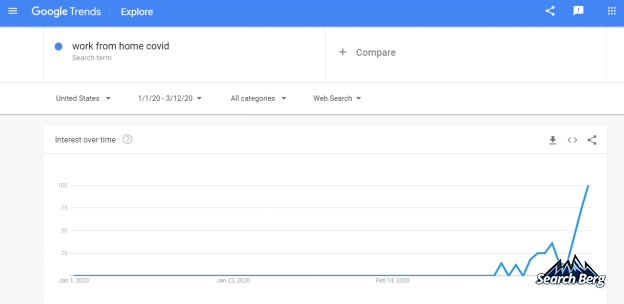 Google Trends Explore
work from home covid
Search term
+ Compare
United States 1/1/20 - 3/12/20 All categories Web Search
Interest over time
100
75
50
25
Jan 1, 2020 Jan 23, 2020 Feb 14, 2020
Search Berg